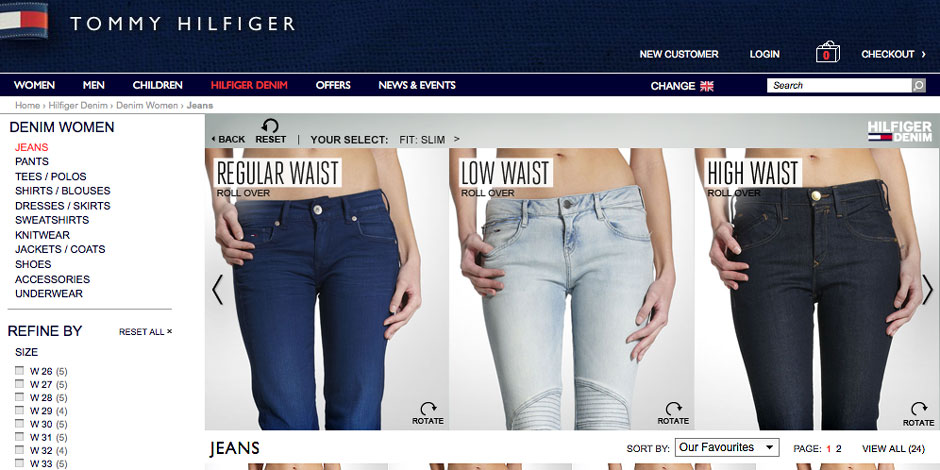 TOMMY HILFIGER
NEW CUSTOMER LOGIN 0 CHECKOUT ›
WOMEN MEN CHILDREN HILFIGER DENIM OFFERS NEWS & EVENTS CHANGE Search
Home › Hilfiger Denim › Denim Women › Jeans
DENIM WOMEN
JEANS
PANTS
TEES / POLOS
SHIRTS / BLOUSES
DRESSES / SKIRTS
SWEATSHIRTS
KNITWEAR
JACKETS / COATS
SHOES
ACCESSORIES
UNDERWEAR
REFINE BY RESET ALL ×
SIZE
W 26 (5)
W 27 (5)
W 28 (5)
W 29 (4)
W 30 (5)
W 31 (5)
W 32 (4)
W 33 (5)
BACK RESET | YOUR SELECT: FIT: SLIM >
HILFIGER
DENIM
REGULAR WAIST
ROLL OVER
ROTATE
LOW WAIST
ROLL OVER
ROTATE
HIGH WAIST
ROLL OVER
ROTATE
JEANS SORT BY: Our Favourites PAGE: 1 2 VIEW ALL (24)